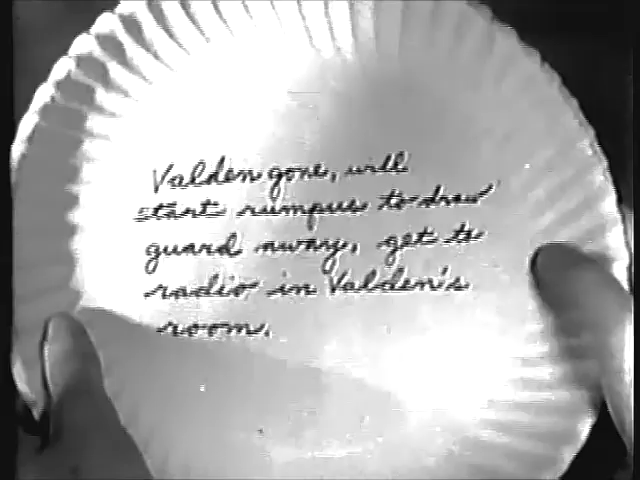 Valden gone, will
start rumpus to draw
guard away, get to
radio in Valden's
room.